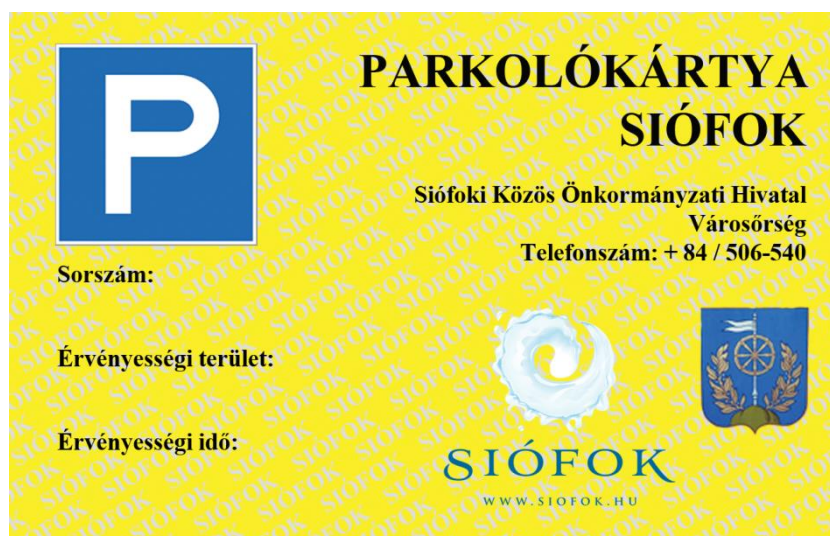 P
PARKOLÓKÁRTYA
SIÓFOK
Siófoki Közös Önkormányzati Hivatal
Városőrség
Telefonszám: + 84 / 506-540
Sorszám:
Érvényességi terület:
Érvényességi idő:
SIÓFOK
WWW.SIOFOK.HU